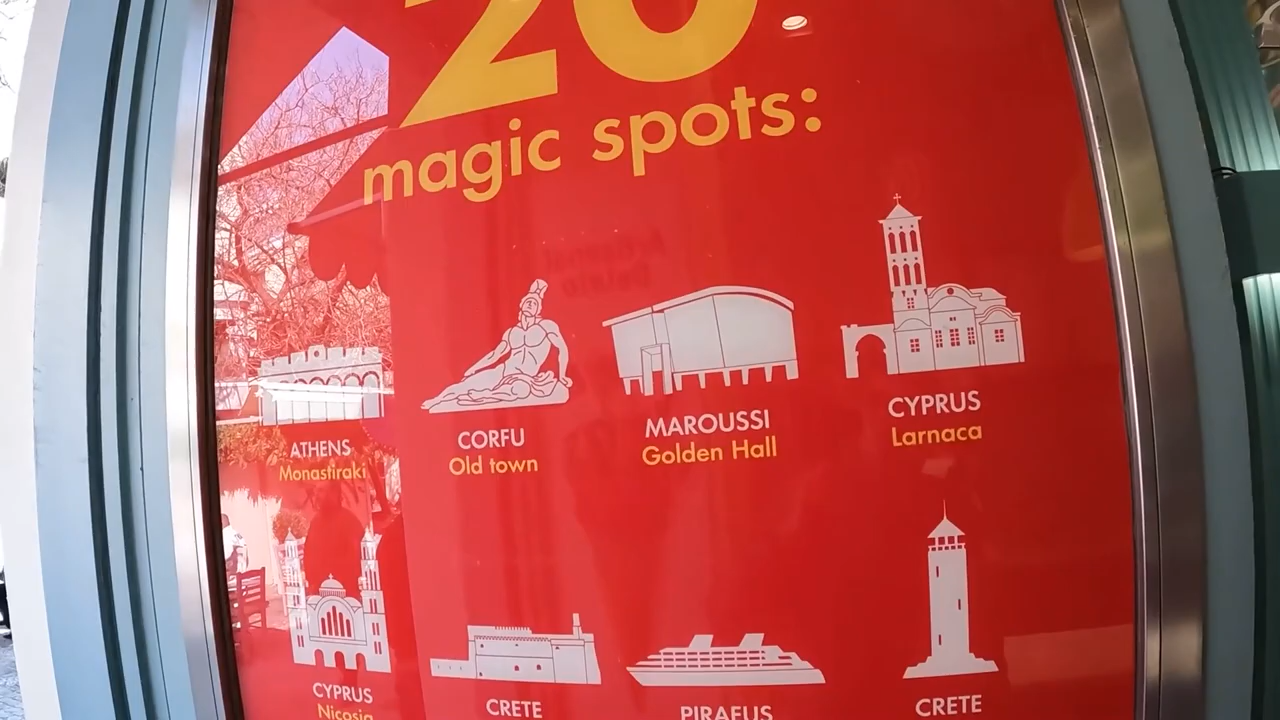 20
magic spots:
ATHENS
Monastiraki
CORFU
Old town
MAROUSSI
Golden Hall
CYPRUS
Larnaca
CYPRUS
Nicosia
CRETE
PIRAEUS
CRETE